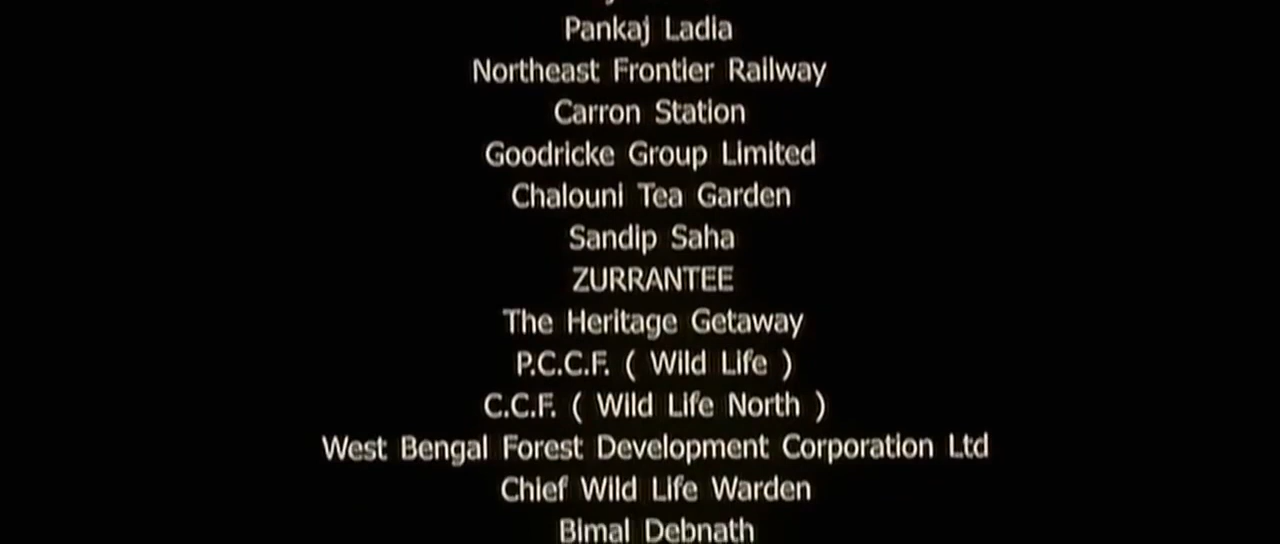 Pankaj Ladia
Northeast Frontier Railway
Carron Station
Goodricke Group Limited
Chalouni Tea Garden
Sandip Saha
ZURRANTEE
The Heritage Getaway
P.C.C.F. ( Wild Life )
C.C.F. ( Wild Life North )
West Bengal Forest Development Corporation Ltd
Chief Wild Life Warden
Bimal Debnath